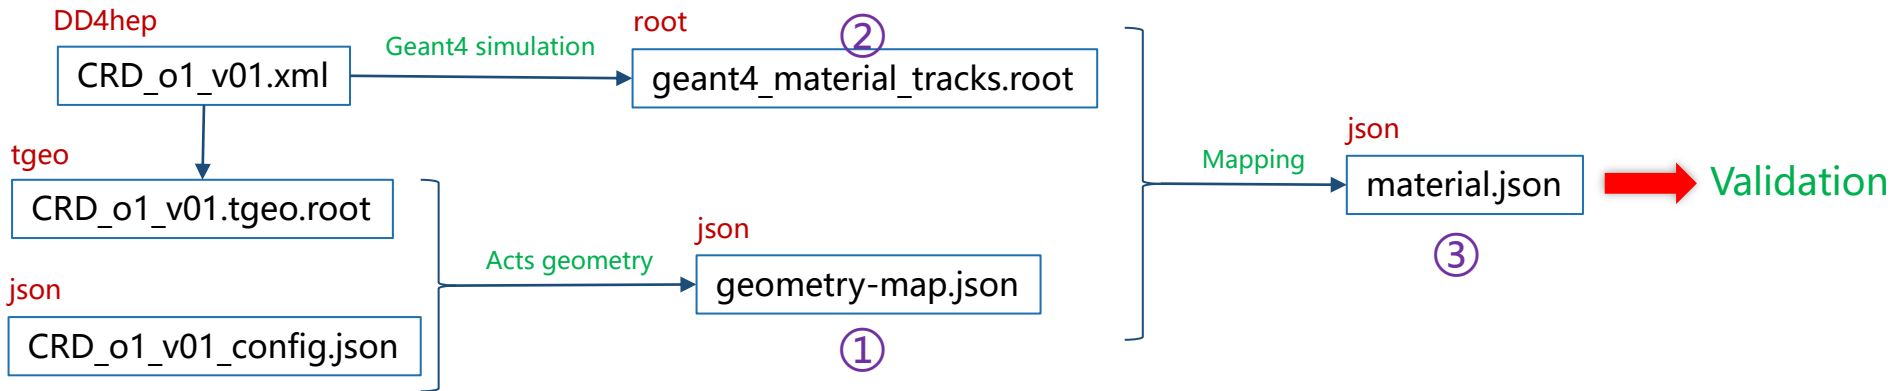 DD4hep
CRD_o1_v01.xml
Geant4 simulation
root
②
geant4_material_tracks.root
tgeo
CRD_o1_v01.tgeo.root
json
CRD_o1_v01_config.json
Acts geometry
json
geometry-map.json
①
Mapping
json
material.json
③
Validation